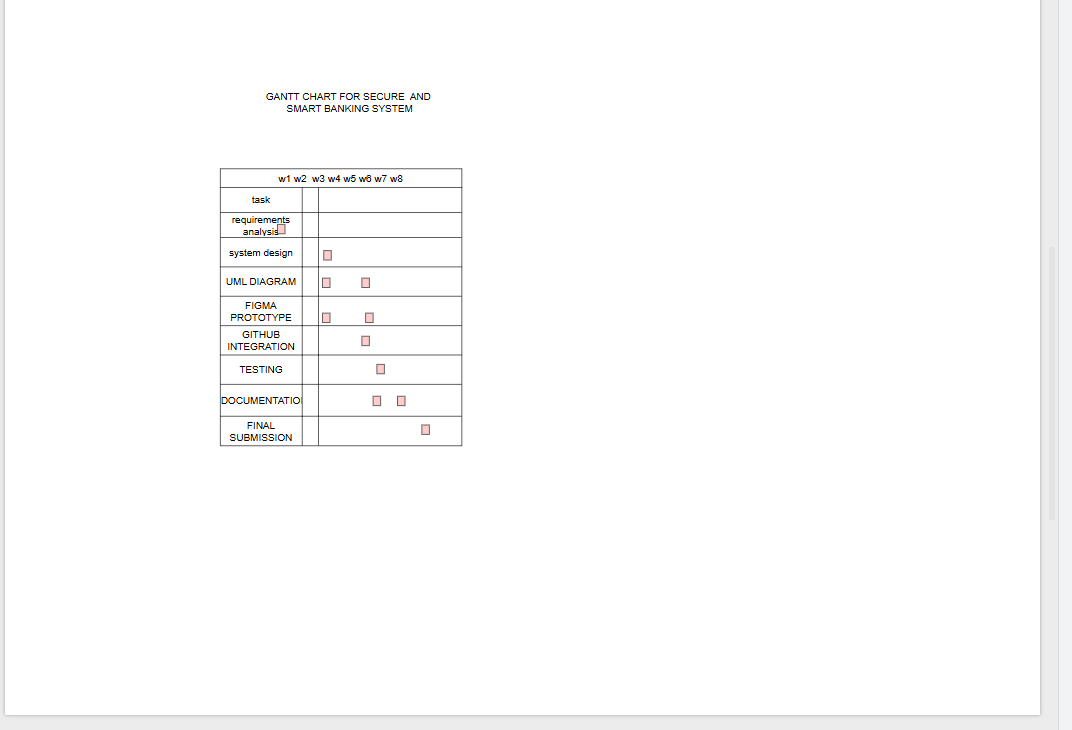 GANTT CHART FOR SECURE  AND
SMART BANKING SYSTEM
w1 w2  w3 w4 w5 w6 w7 w8
task
requirements
analysis
system design
UML DIAGRAM
FIGMA
PROTOTYPE
GITHUB
INTEGRATION
TESTING
DOCUMENTATIO
FINAL
SUBMISSION